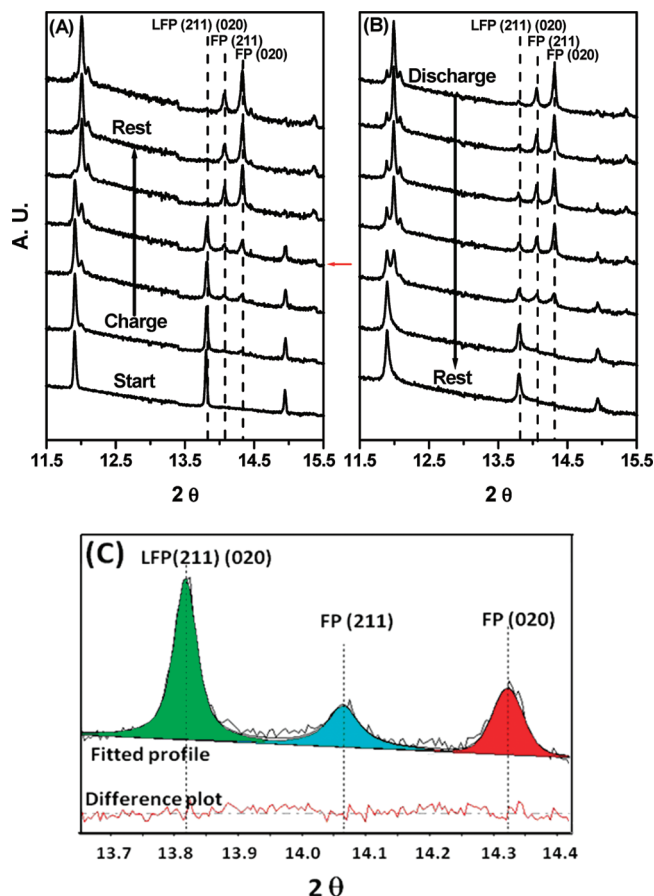 (A)
LFP (211) (020)
FP (211)
FP (020)
Rest
Charge
Start
A. U.
11.5 12.5 13.5 14.5 15.5
2 θ
(B)
LFP(211) (020)
FP (211)
FP (020)
Discharge
Rest
11.5 12.5 13.5 14.5 15.5
2 θ
(C)
LFP(211) (020)
FP (211)
FP (020)
Fitted profile
Difference plot
13.7 13.8 13.9 14.0 14.1 14.2 14.3 14.4
2 θ